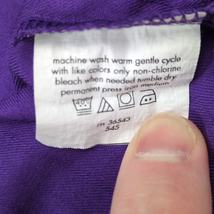 machine wash warm gentle cycle
with like colors only non-chlorine
bleach when needed tumble dry
permanent press iron medium
rn 36543
545